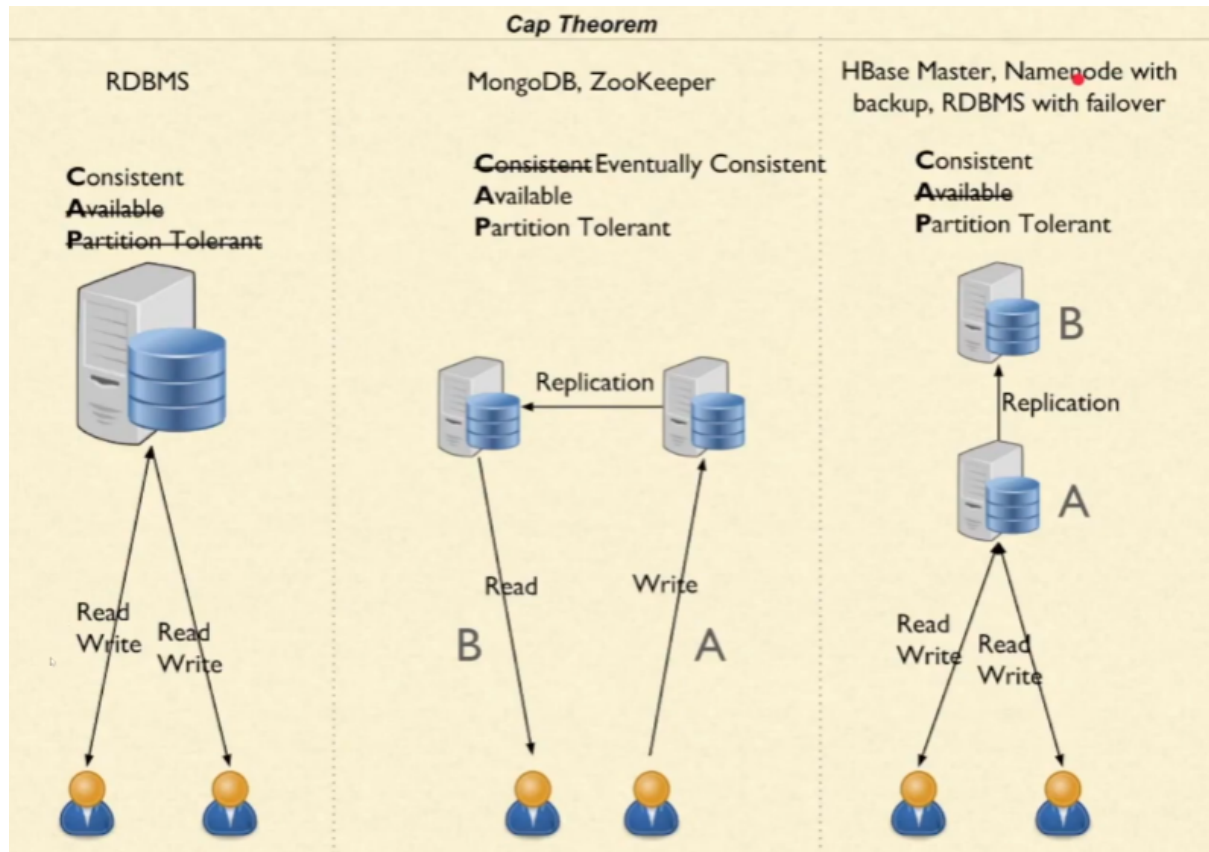 Cap Theorem
RDBMS
Consistent
Available
Partition Tolerant
Read
Write
Read
Write
MongoDB, ZooKeeper
Consistent Eventually Consistent
Available
Partition Tolerant
Replication
Read
Write
B
A
HBase Master, Namenode with
backup, RDBMS with failover
Consistent
Available
Partition Tolerant
B
Replication
A
Read
Write
Read
Write